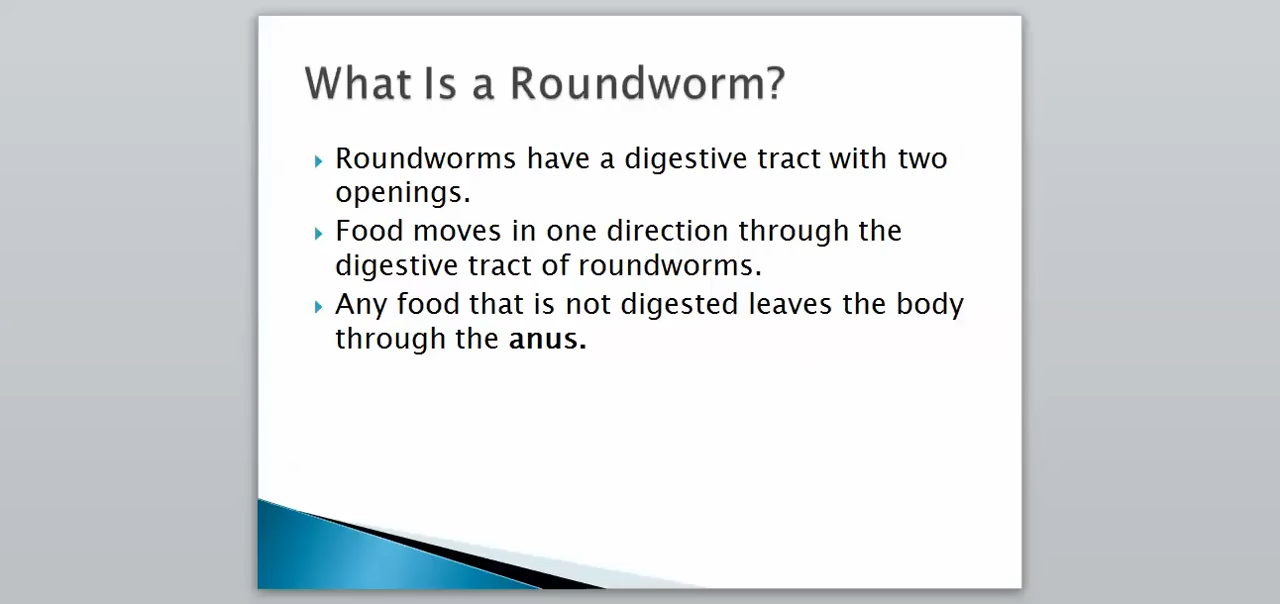 What Is a Roundworm?
Roundworms have a digestive tract with two
openings.
Food moves in one direction through the
digestive tract of roundworms.
Any food that is not digested leaves the body
through the anus.